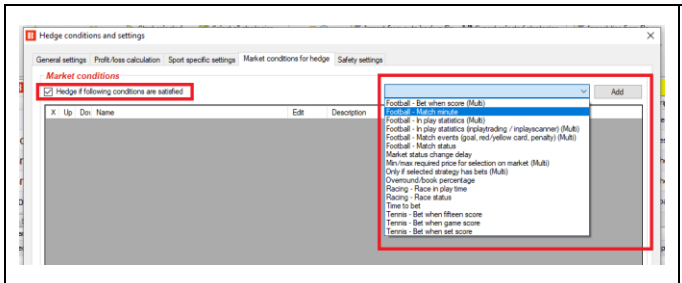 Hedge conditions and settings
General settings Profit/loss calculation Sport specific settings Market conditions for hedge Safety settings
Market conditions
Hedge if following conditions are satisfied
Add
X Up Do Name Edit Description
Football - Bet when score (Multi)
Football - Match minute
Football - In play statistics (Multi)
Football - In play statistics (inplaytrading / inplayscanner) (Multi)
Football - Match events (goal, red/yellow card, penalty) (Multi)
Football - Match status
Market status change delay
Min/max required price for selection on market (Multi)
Only if selected strategy has bets (Multi)
Overround/book percentage
Racing - Race in play time
Racing - Race status
Time to bet
Tennis - Bet when fifteen score
Tennis - Bet when game score
Tennis - Bet when set score